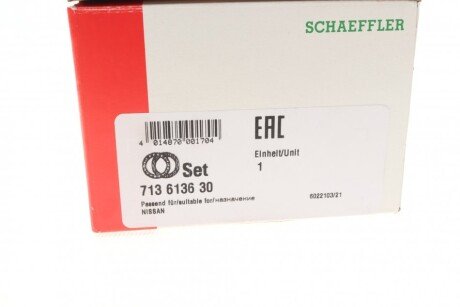 SCHAEFFLER
4 014870 001704
EAC
Set
Einheit/Unit
713 6136 30
1
Passend für/suitable for/назначение
NISSAN
6022103/21